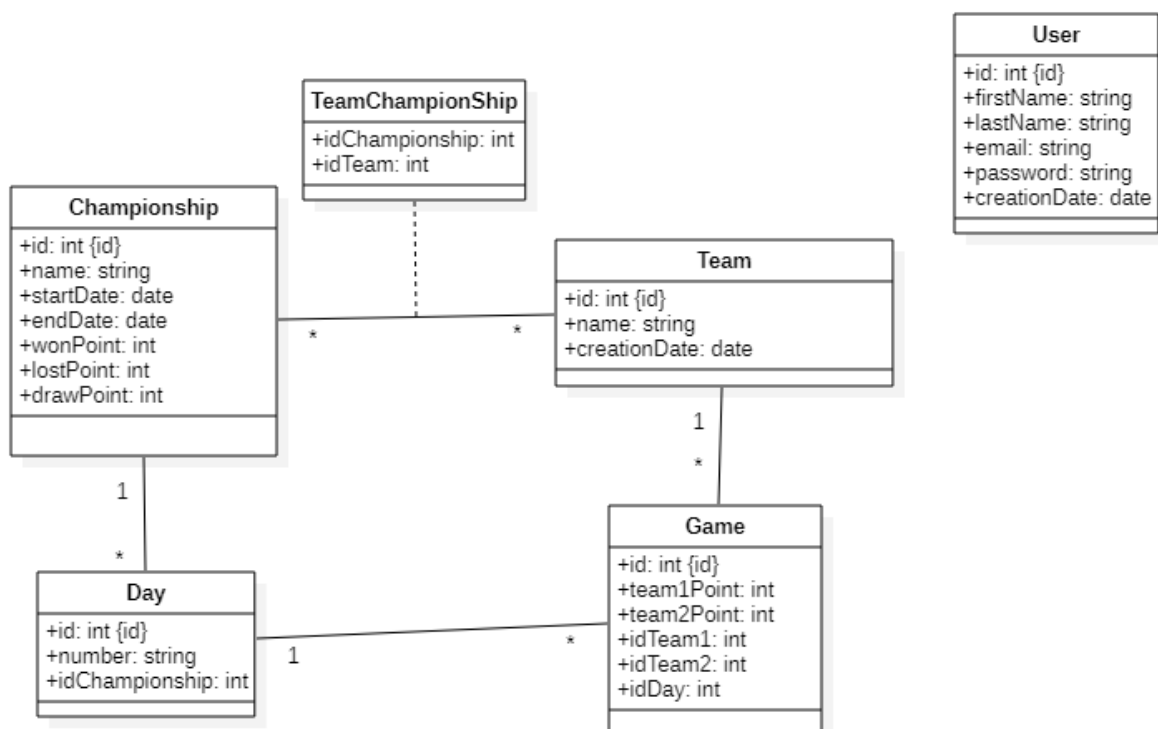 User
+id: int {id}
+firstName: string
+lastName: string
+email: string
+password: string
+creationDate: date
TeamChampionShip
+idChampionship: int
+idTeam: int
Championship
+id: int {id}
+name: string
+startDate: date
+endDate: date
+wonPoint: int
+lostPoint: int
+drawPoint: int
Team
+id: int {id}
+name: string
+creationDate: date
*
*
1
*
1
*
Game
+id: int {id}
+team1Point: int
+team2Point: int
+idTeam1: int
+idTeam2: int
+idDay: int
Day
+id: int {id}
+number: string
+idChampionship: int
1
*